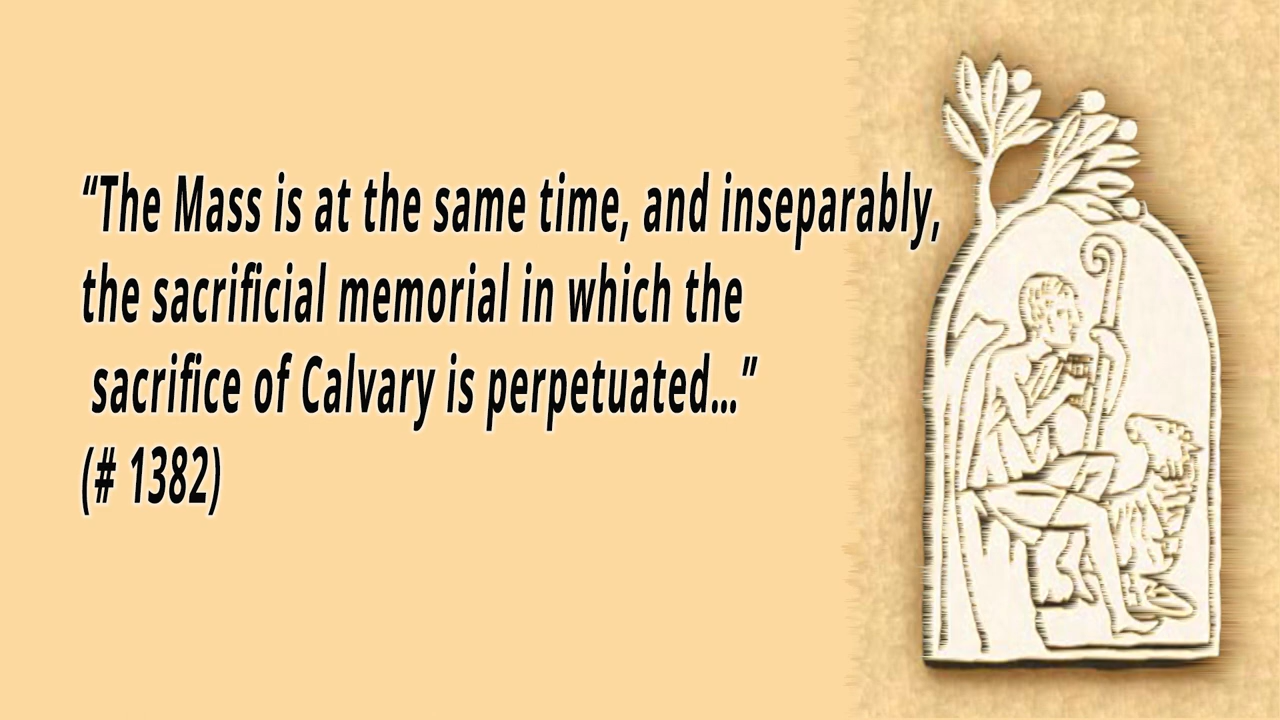 “The Mass is at the same time, and inseparably,
the sacrificial memorial in which the
sacrifice of Calvary is perpetuated...”
(# 1382)